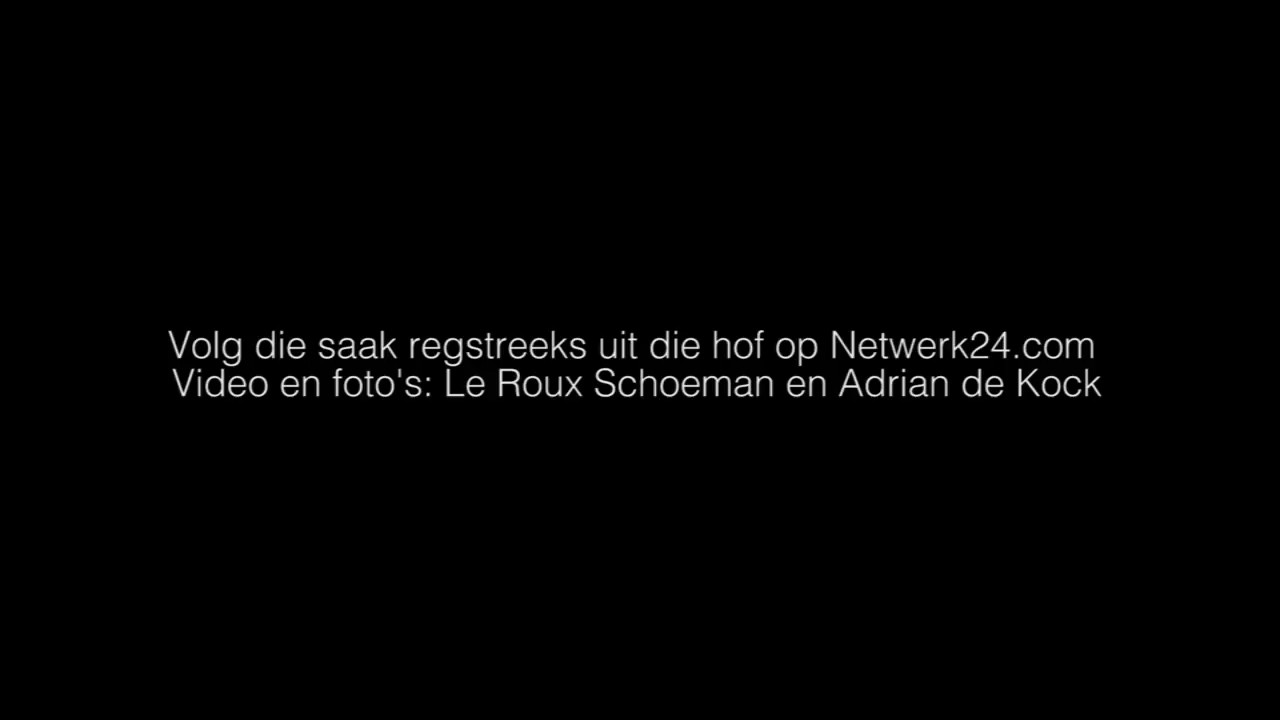 Volg die saak regstreeks uit die hof op Netwerk24.com
Video en foto's: Le Roux Schoeman en Adrian de Kock